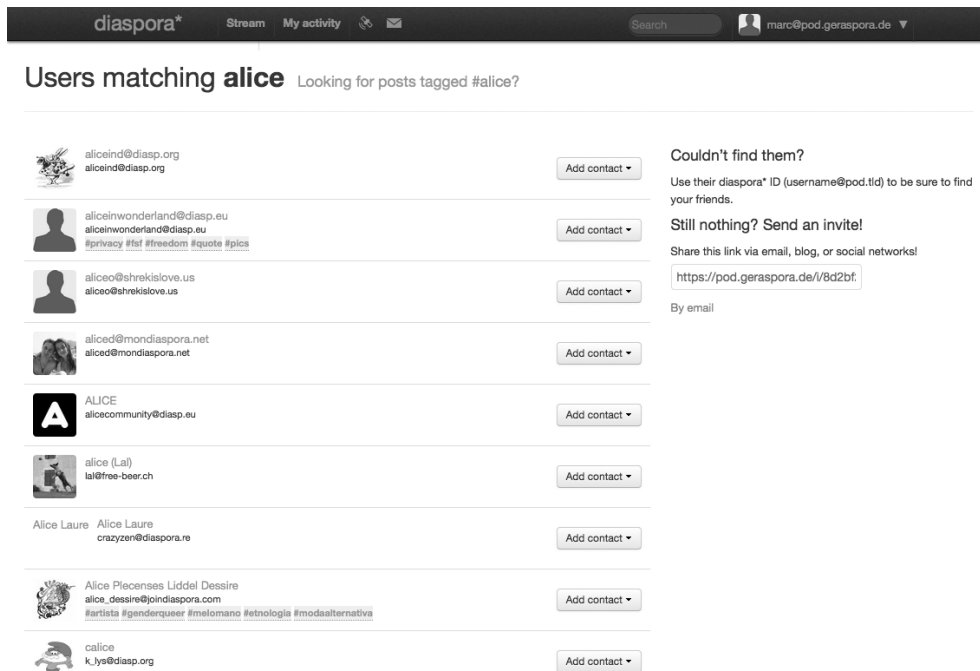 diaspora* Stream My activity Search marc@pod.geraspora.de ▼
Users matching alice Looking for posts tagged #alice?
aliceind@diasp.org
aliceind@diasp.org
Add contact
aliceinwonderland@diasp.eu
aliceinwonderland@diasp.eu
#privacy #fsf #freedom #quote #pics
Add contact
aliceo@shrekislove.us
aliceo@shrekislove.us
Add contact
aliced@mondiaspora.net
aliced@mondiaspora.net
Add contact
A
ALICE
alicecommunity@diasp.eu
Add contact
alice (Lal)
lal@free-beer.ch
Add contact
Alice Laure Alice Laure
crazyzen@diaspora.re
Add contact
Alice Plecenses Liddel Dessire
alice_dessire@joindiaspora.com
#artista #genderqueer #melomano #etnologia #modaalternativa
Add contact
calice
k_lys@diasp.org
Add contact
Couldn't find them?
Use their diaspora* ID (username@pod.tld) to be sure to find
your friends.
Still nothing? Send an invite!
Share this link via email, blog, or social networks!
https://pod.geraspora.de/i/8d2bf
By email